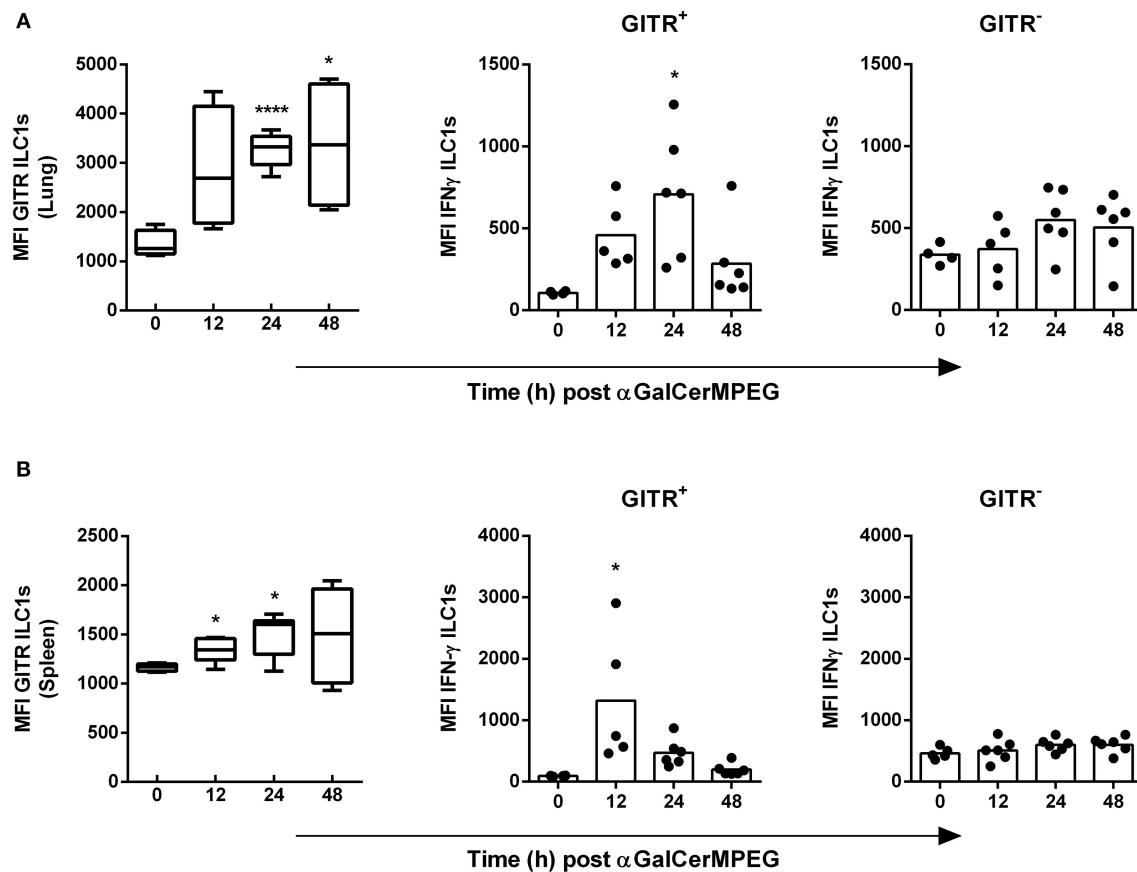 A
GITR+
GITR-
MFI GITR ILC1s
(Lung)
5000
4000
3000
2000
1000
0
*
****
0 12 24 48
MFI IFNγ ILC1s
1500
1000
500
0
*
0 12 24 48
MFI IFNγ ILC1s
1500
1000
500
0
0 12 24 48
Time (h) post αGalCerMPEG
B
GITR+
GITR-
MFI GITR ILC1s
(Spleen)
2500
2000
1500
1000
500
0
* *
0 12 24 48
MFI IFN-γ ILC1s
4000
3000
2000
1000
0
*
0 12 24 48
MFI IFNγ ILC1s
4000
3000
2000
1000
0
0 12 24 48
Time (h) post αGalCerMPEG